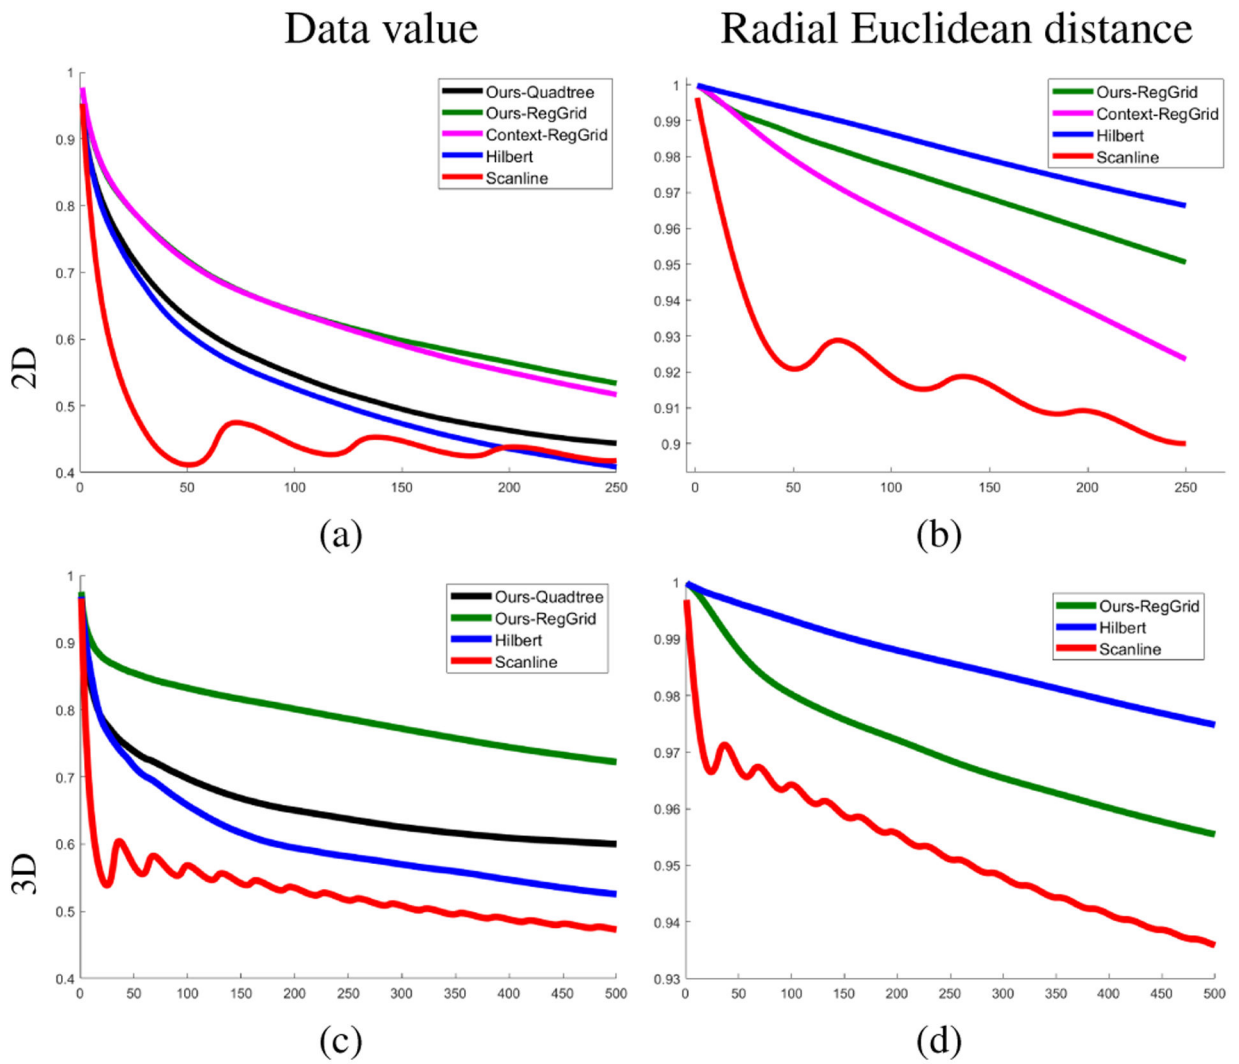 Data value
Radial Euclidean distance
2D
1
0.9
0.8
0.7
0.6
0.5
0.4
0 50 100 150 200 250
Ours-Quadtree
Ours-RegGrid
Context-RegGrid
Hilbert
Scanline
(a)
1
0.99
0.98
0.97
0.96
0.95
0.94
0.93
0.92
0.91
0.9
0 50 100 150 200 250
Ours-RegGrid
Context-RegGrid
Hilbert
Scanline
(b)
3D
1
0.9
0.8
0.7
0.6
0.5
0.4
0 50 100 150 200 250 300 350 400 450 500
Ours-Quadtree
Ours-RegGrid
Hilbert
Scanline
(c)
1
0.99
0.98
0.97
0.96
0.95
0.94
0.93
0 50 100 150 200 250 300 350 400 450 500
Ours-RegGrid
Hilbert
Scanline
(d)